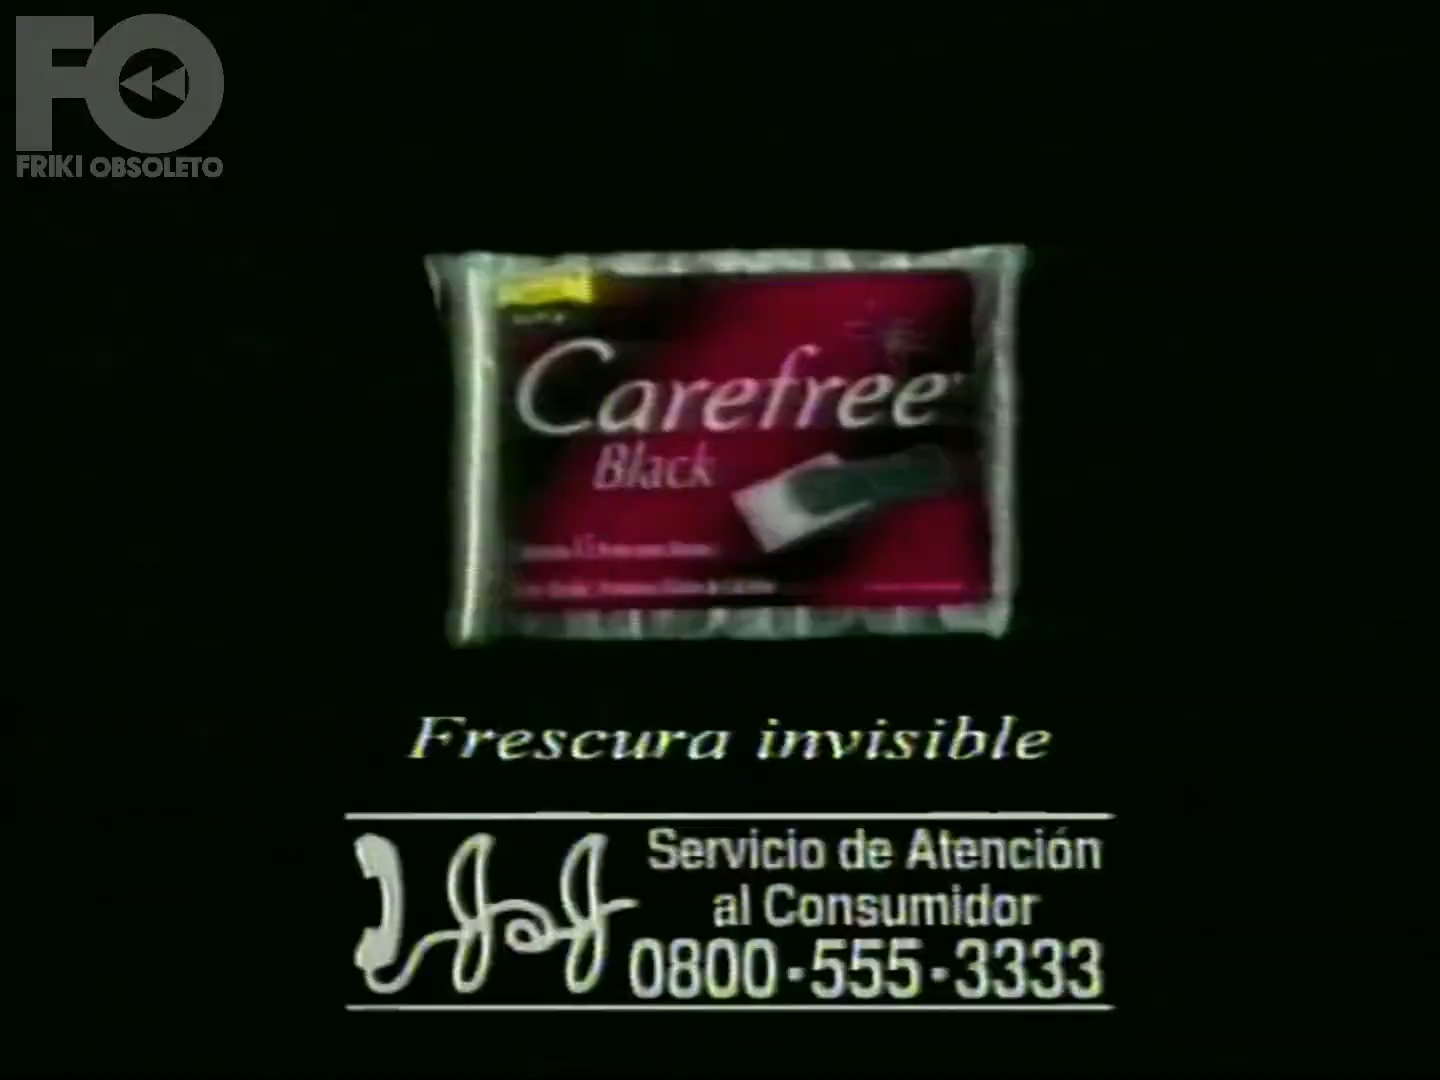 FO
FRIKI OBSOLETO
Carefree
Black
Frescura invisible
Servicio de Atención
al Consumidor
0800-555-3333